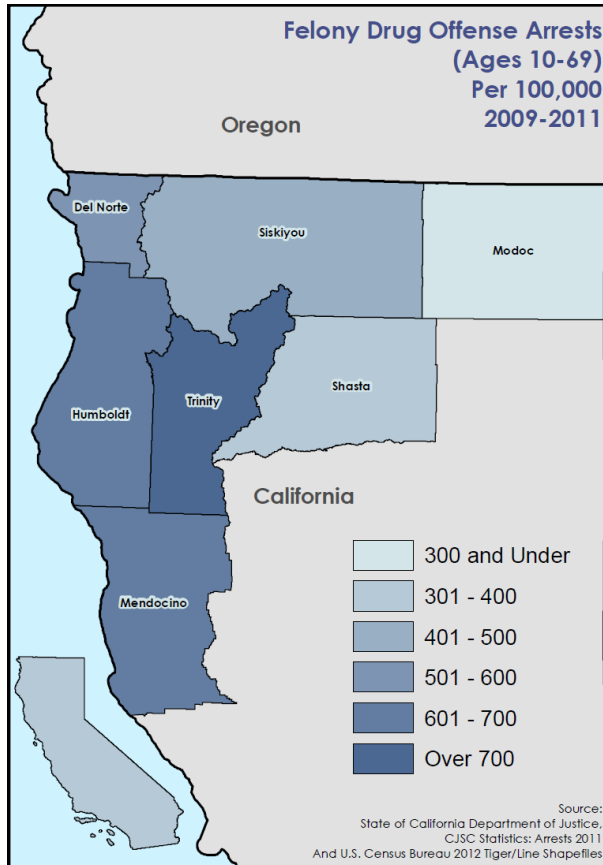 Felony Drug Offense Arrests
(Ages 10-69)
Per 100,000
2009-2011
Oregon
Del Norte
Siskiyou
Modoc
Shasta
Trinity
Humboldt
California
Mendocino
300 and Under
301 - 400
401 - 500
501 - 600
601 - 700
Over 700
Source:
State of California Department of Justice,
CJSC Statistics: Arrests 2011
And U.S. Census Bureau 2012 Tiger/Line Shapefiles